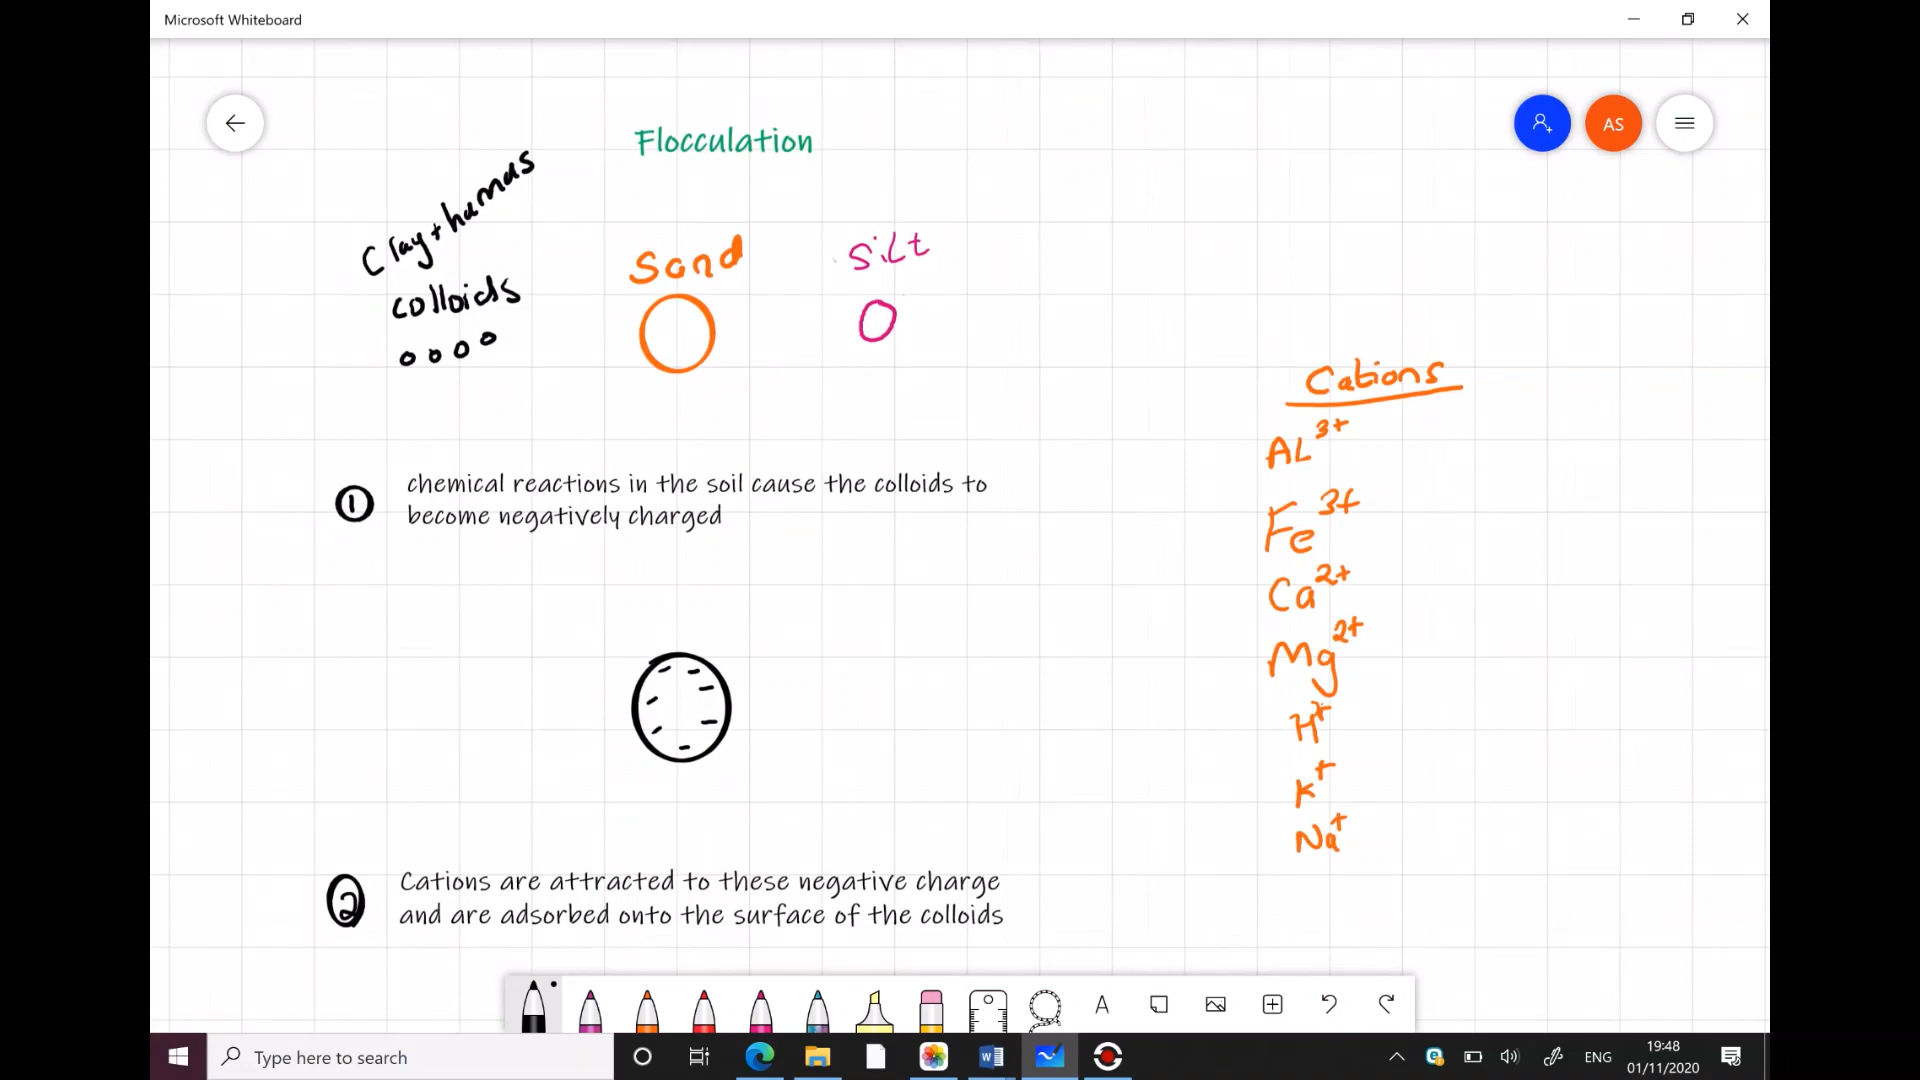 Microsoft Whiteboard
AS
Flocculation
Clay + humas
colloids
Sand
Silt
Cations
AL3+
Fe3+
Ca2+
Mg2+
H+
K+
Na+
1 chemical reactions in the soil cause the colloids to
become negatively charged
2 Cations are attracted to these negative charge
and are adsorbed onto the surface of the colloids
A
Type here to search
ENG
19:48
01/11/2020